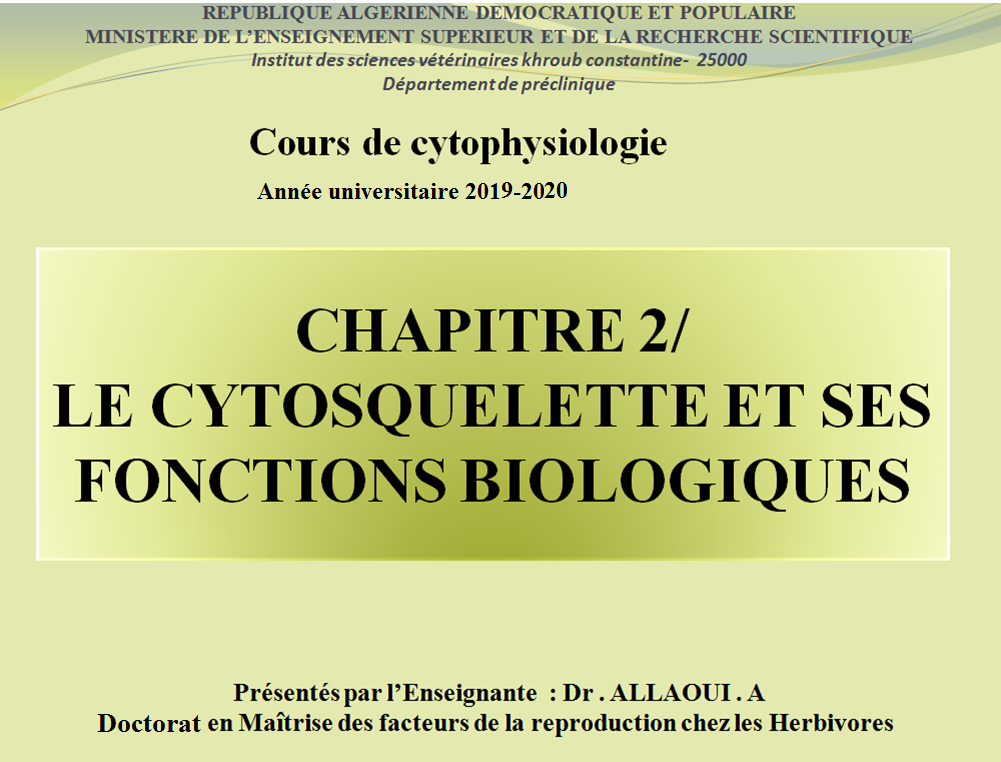 REPUBLIQUE ALGERIENNE DEMOCRATIQUE ET POPULAIRE
MINISTERE DE L’ENSEIGNEMENT SUPERIEUR ET DE LA RECHERCHE SCIENTIFIQUE
Institut des sciences vétérinaires khroub constantine- 25000
Département de préclinique
Cours de cytophysiologie
Année universitaire 2019-2020
CHAPITRE 2/
LE CYTOSQUELETTE ET SES
FONCTIONS BIOLOGIQUES
Présentés par l’Enseignante : Dr . ALLAOUI . A
Doctorat en Maîtrise des facteurs de la reproduction chez les Herbivores